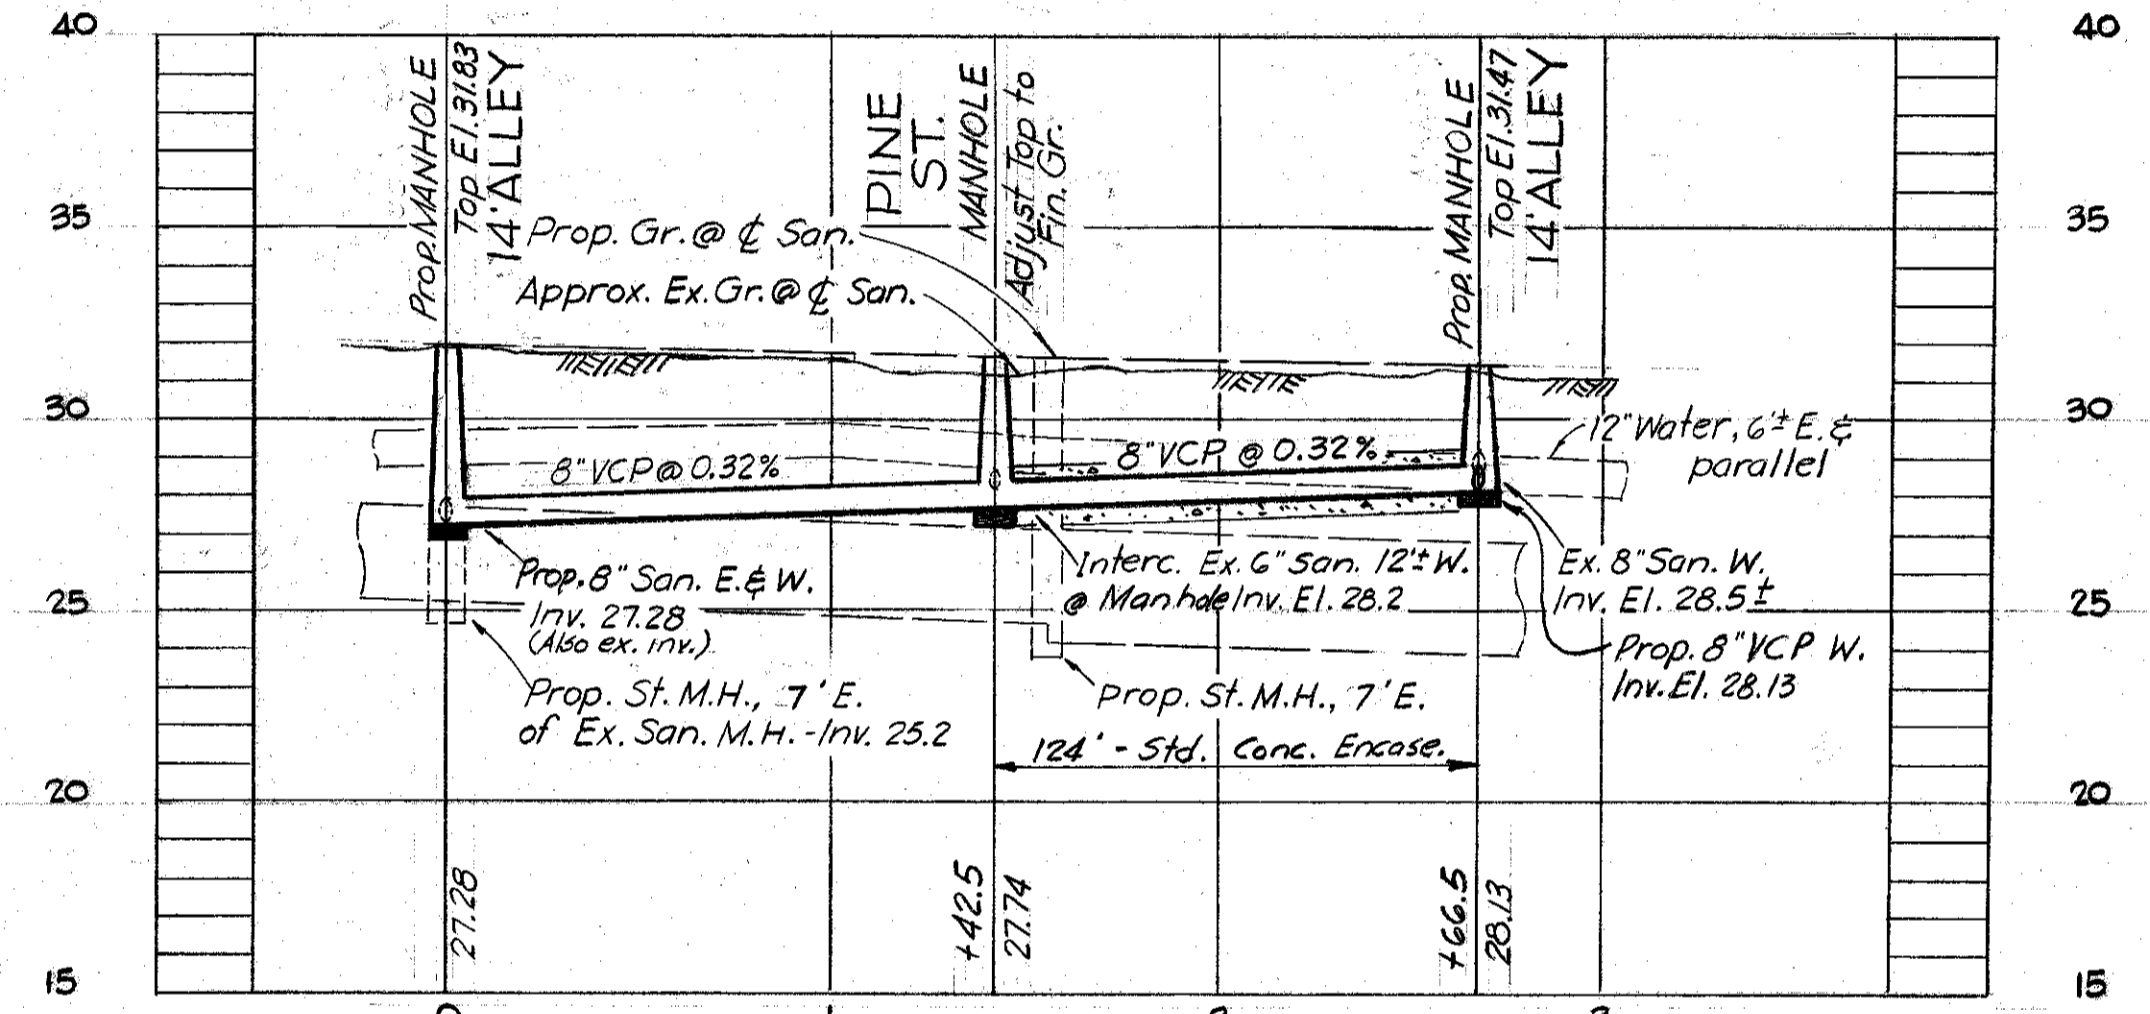 40
40
Prop. MANHOLE
Top El. 31.83
14' ALLEY
PINE
ST.
MANHOLE
Adjust Top to
Fin. Gr.
Prop. MANHOLE
Top El. 31.47
14' ALLEY
35
35
Prop. Gr. @ ℄ San.
Approx. Ex. Gr. @ ℄ San.
30
30
8" VCP @ 0.32%
8" VCP @ 0.32%
12" Water, 6'± E. &
parallel
Prop. 8" San. E. & W.
Inv. 27.28
(Also ex. inv.)
Interc. Ex. 6" San. 12'± W.
@ Manhole Inv. El. 28.2
Ex. 8" San. W.
Inv. El. 28.5±
25
25
Prop. 8" VCP W.
Inv. El. 28.13
Prop. St. M.H., 7' E.
of Ex. San. M.H. - Inv. 25.2
Prop. St. M.H., 7' E.
124' - Std. Conc. Encase.
20
20
27.28
+42.5
27.74
+66.5
28.13
15
15